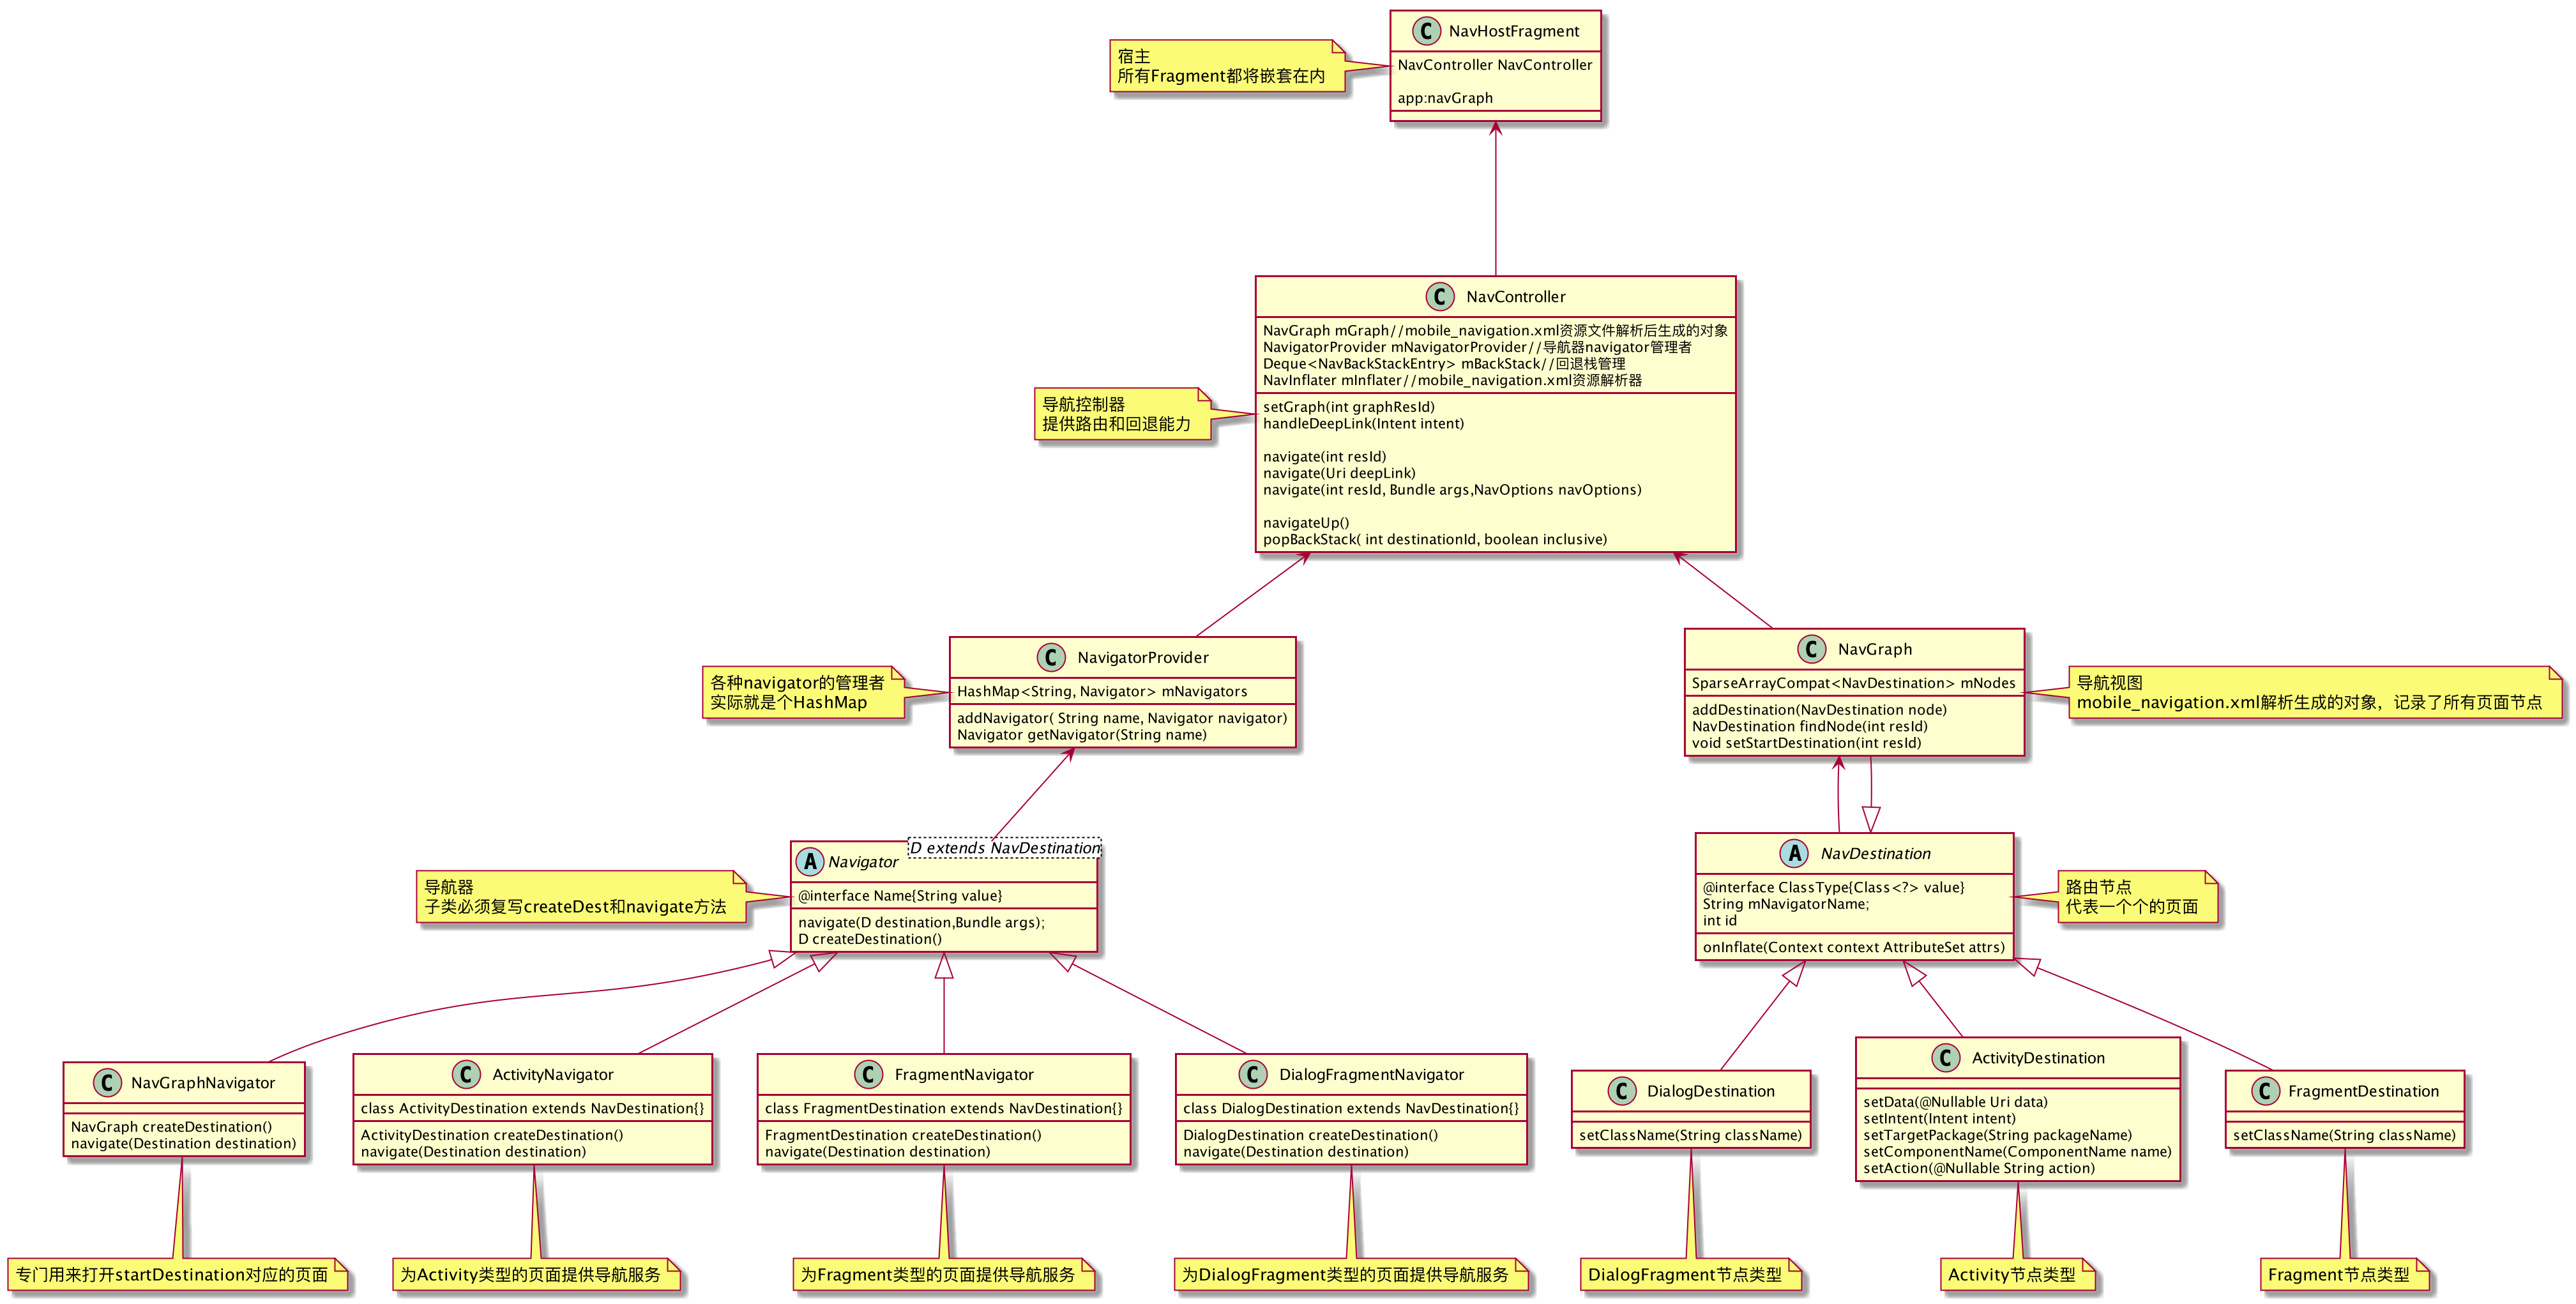 C NavHostFragment
NavController NavController
app:navGraph
宿主
所有Fragment都将嵌套在内
C NavController
NavGraph mGraph//mobile_navigation.xml资源文件解析后生成的对象
NavigatorProvider mNavigatorProvider//导航器navigator管理者
Deque<NavBackStackEntry> mBackStack//回退栈管理
NavInflater mInflater//mobile_navigation.xml资源解析器
setGraph(int graphResId)
handleDeepLink(Intent intent)
navigate(int resId)
navigate(Uri deepLink)
navigate(int resId, Bundle args,NavOptions navOptions)
navigateUp()
popBackStack( int destinationId, boolean inclusive)
导航控制器
提供路由和回退能力
C NavigatorProvider
HashMap<String, Navigator> mNavigators
addNavigator( String name, Navigator navigator)
Navigator getNavigator(String name)
各种navigator的管理者
实际就是个HashMap
C NavGraph
SparseArrayCompat<NavDestination> mNodes
addDestination(NavDestination node)
NavDestination findNode(int resId)
void setStartDestination(int resId)
导航视图
mobile_navigation.xml解析生成的对象，记录了所有页面节点
A Navigator
D extends NavDestination
@interface Name{String value}
navigate(D destination,Bundle args);
D createDestination()
导航器
子类必须复写createDest和navigate方法
A NavDestination
@interface ClassType{Class<?> value}
String mNavigatorName;
int id
onInflate(Context context AttributeSet attrs)
路由节点
代表一个个的页面
C NavGraphNavigator
NavGraph createDestination()
navigate(Destination destination)
C ActivityNavigator
class ActivityDestination extends NavDestination{}
ActivityDestination createDestination()
navigate(Destination destination)
C FragmentNavigator
class FragmentDestination extends NavDestination{}
FragmentDestination createDestination()
navigate(Destination destination)
C DialogFragmentNavigator
class DialogDestination extends NavDestination{}
DialogDestination createDestination()
navigate(Destination destination)
C DialogDestination
setClassName(String className)
C ActivityDestination
setData(@Nullable Uri data)
setIntent(Intent intent)
setTargetPackage(String packageName)
setComponentName(ComponentName name)
setAction(@Nullable String action)
C FragmentDestination
setClassName(String className)
专门用来打开startDestination对应的页面
为Activity类型的页面提供导航服务
为Fragment类型的页面提供导航服务
为DialogFragment类型的页面提供导航服务
DialogFragment节点类型
Activity节点类型
Fragment节点类型